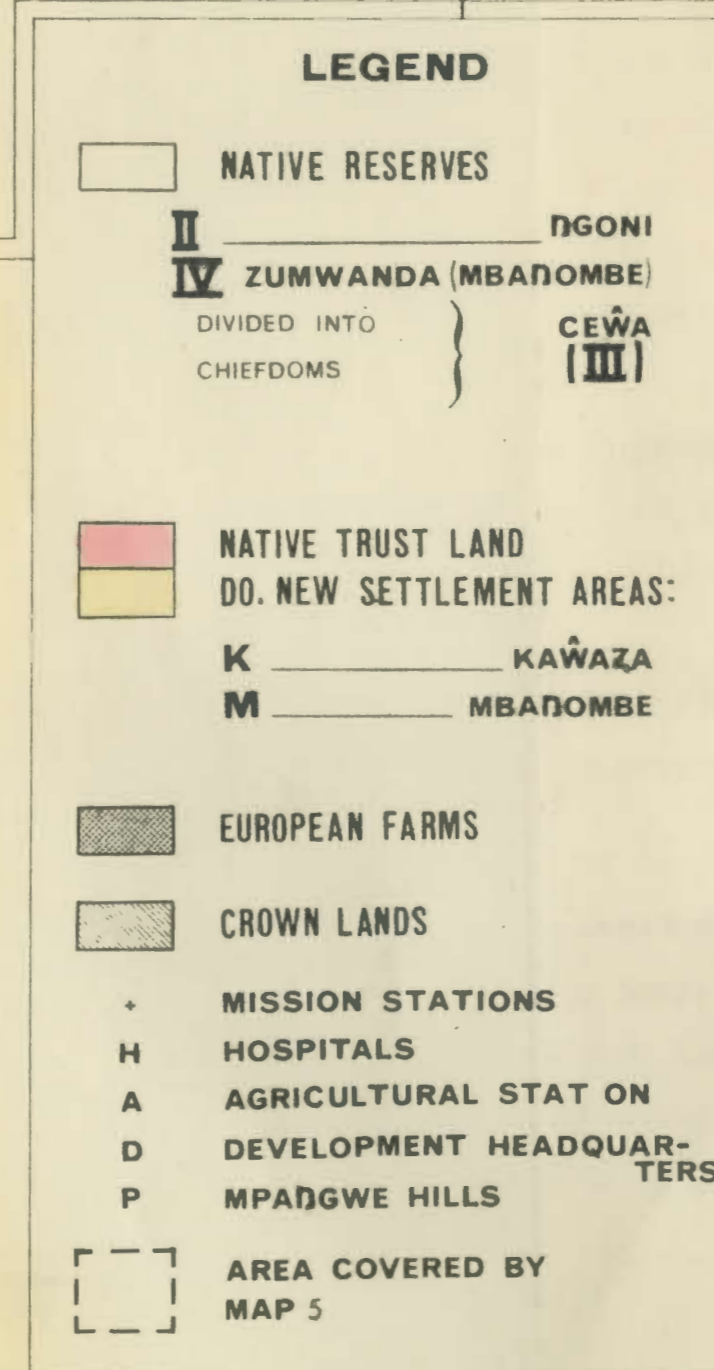 LEGEND
NATIVE RESERVES
II ŊGONI
IV ZUMWANDA (MBAŊOMBE)
DIVIDED INTO
CHIEFDOMS
}
CEŴA
(III)
NATIVE TRUST LAND
DO. NEW SETTLEMENT AREAS:
K KAŴAZA
M MBAŊOMBE
EUROPEAN FARMS
CROWN LANDS
+ MISSION STATIONS
H HOSPITALS
A AGRICULTURAL STAT ON
D DEVELOPMENT HEADQUAR-
TERS
P MPAŊGWE HILLS
AREA COVERED BY
MAP 5